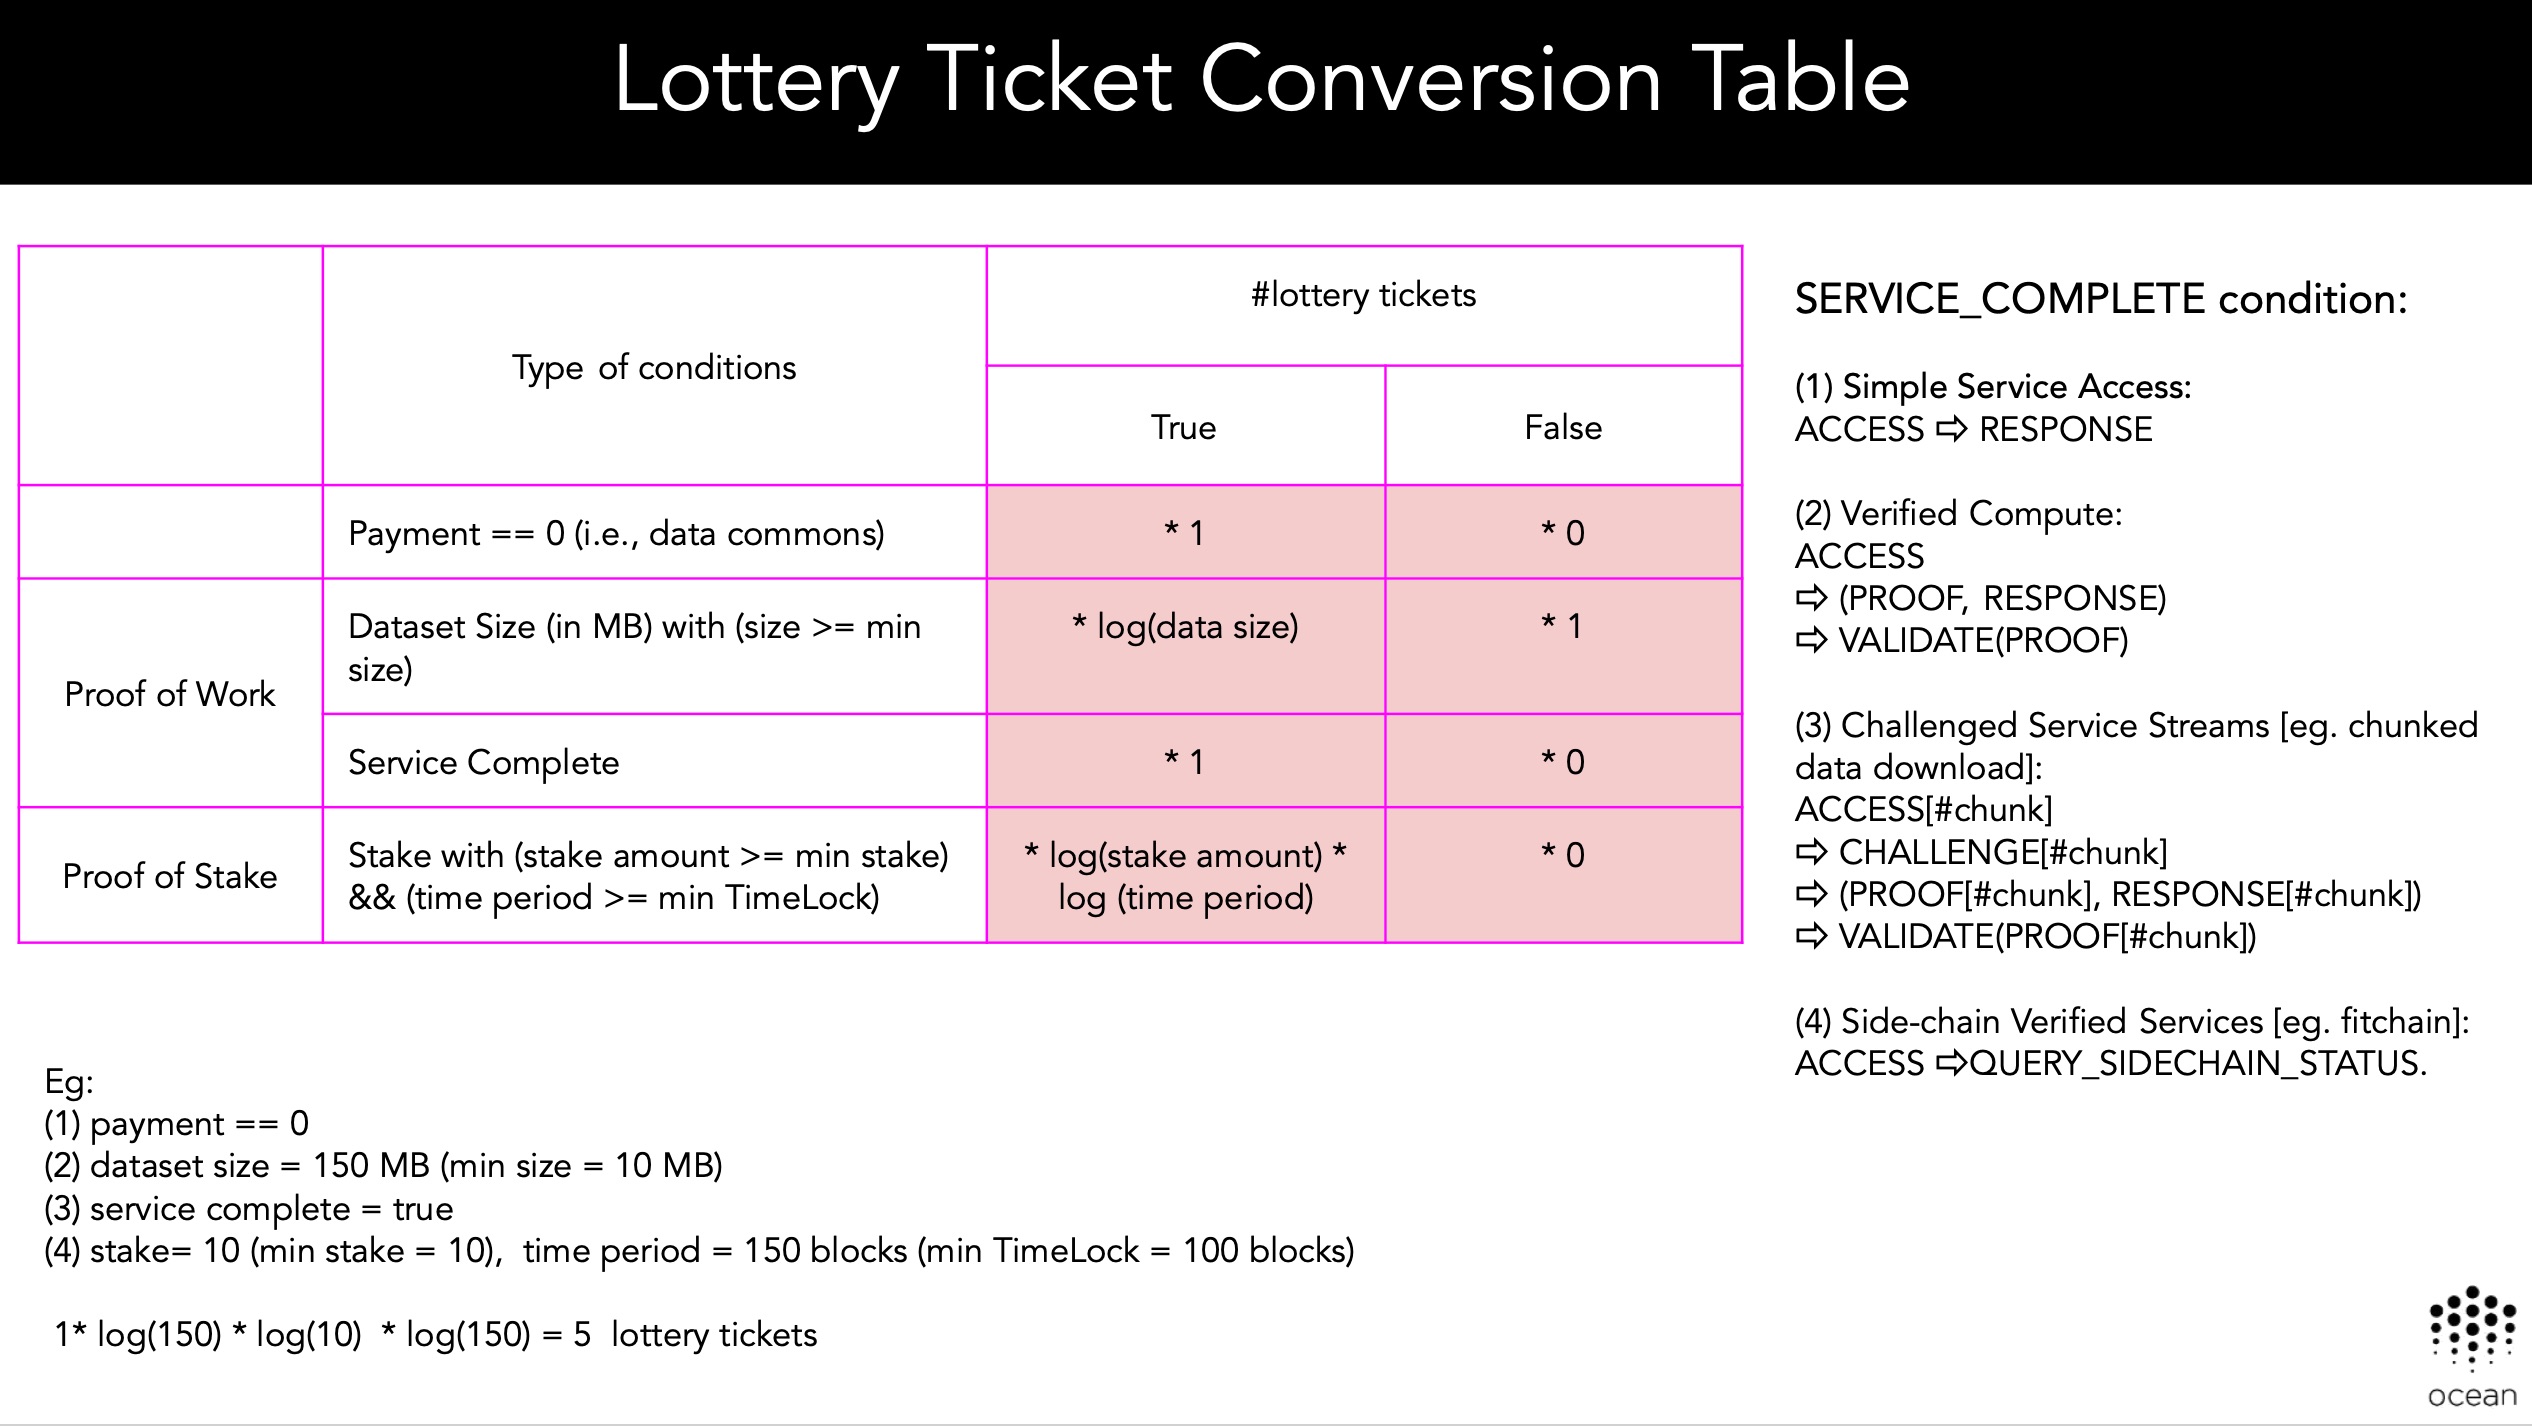 Lottery Ticket Conversion Table
Type of conditions
#lottery tickets
True
False
Payment == 0 (i.e., data commons)
* 1
* 0
Proof of Work
Dataset Size (in MB) with (size >= min
size)
* log(data size)
* 1
Service Complete
* 1
* 0
Proof of Stake
Stake with (stake amount >= min stake)
&& (time period >= min TimeLock)
* log(stake amount) *
log (time period)
* 0
SERVICE_COMPLETE condition:
(1) Simple Service Access:
ACCESS ⇨ RESPONSE
(2) Verified Compute:
ACCESS
⇨ (PROOF, RESPONSE)
⇨ VALIDATE(PROOF)
(3) Challenged Service Streams [eg. chunked
data download]:
ACCESS[#chunk]
⇨ CHALLENGE[#chunk]
⇨ (PROOF[#chunk], RESPONSE[#chunk])
⇨ VALIDATE(PROOF[#chunk])
(4) Side-chain Verified Services [eg. fitchain]:
ACCESS ⇨QUERY_SIDECHAIN_STATUS.
Eg:
(1) payment == 0
(2) dataset size = 150 MB (min size = 10 MB)
(3) service complete = true
(4) stake= 10 (min stake = 10), time period = 150 blocks (min TimeLock = 100 blocks)
1* log(150) * log(10) * log(150) = 5 lottery tickets
ocean